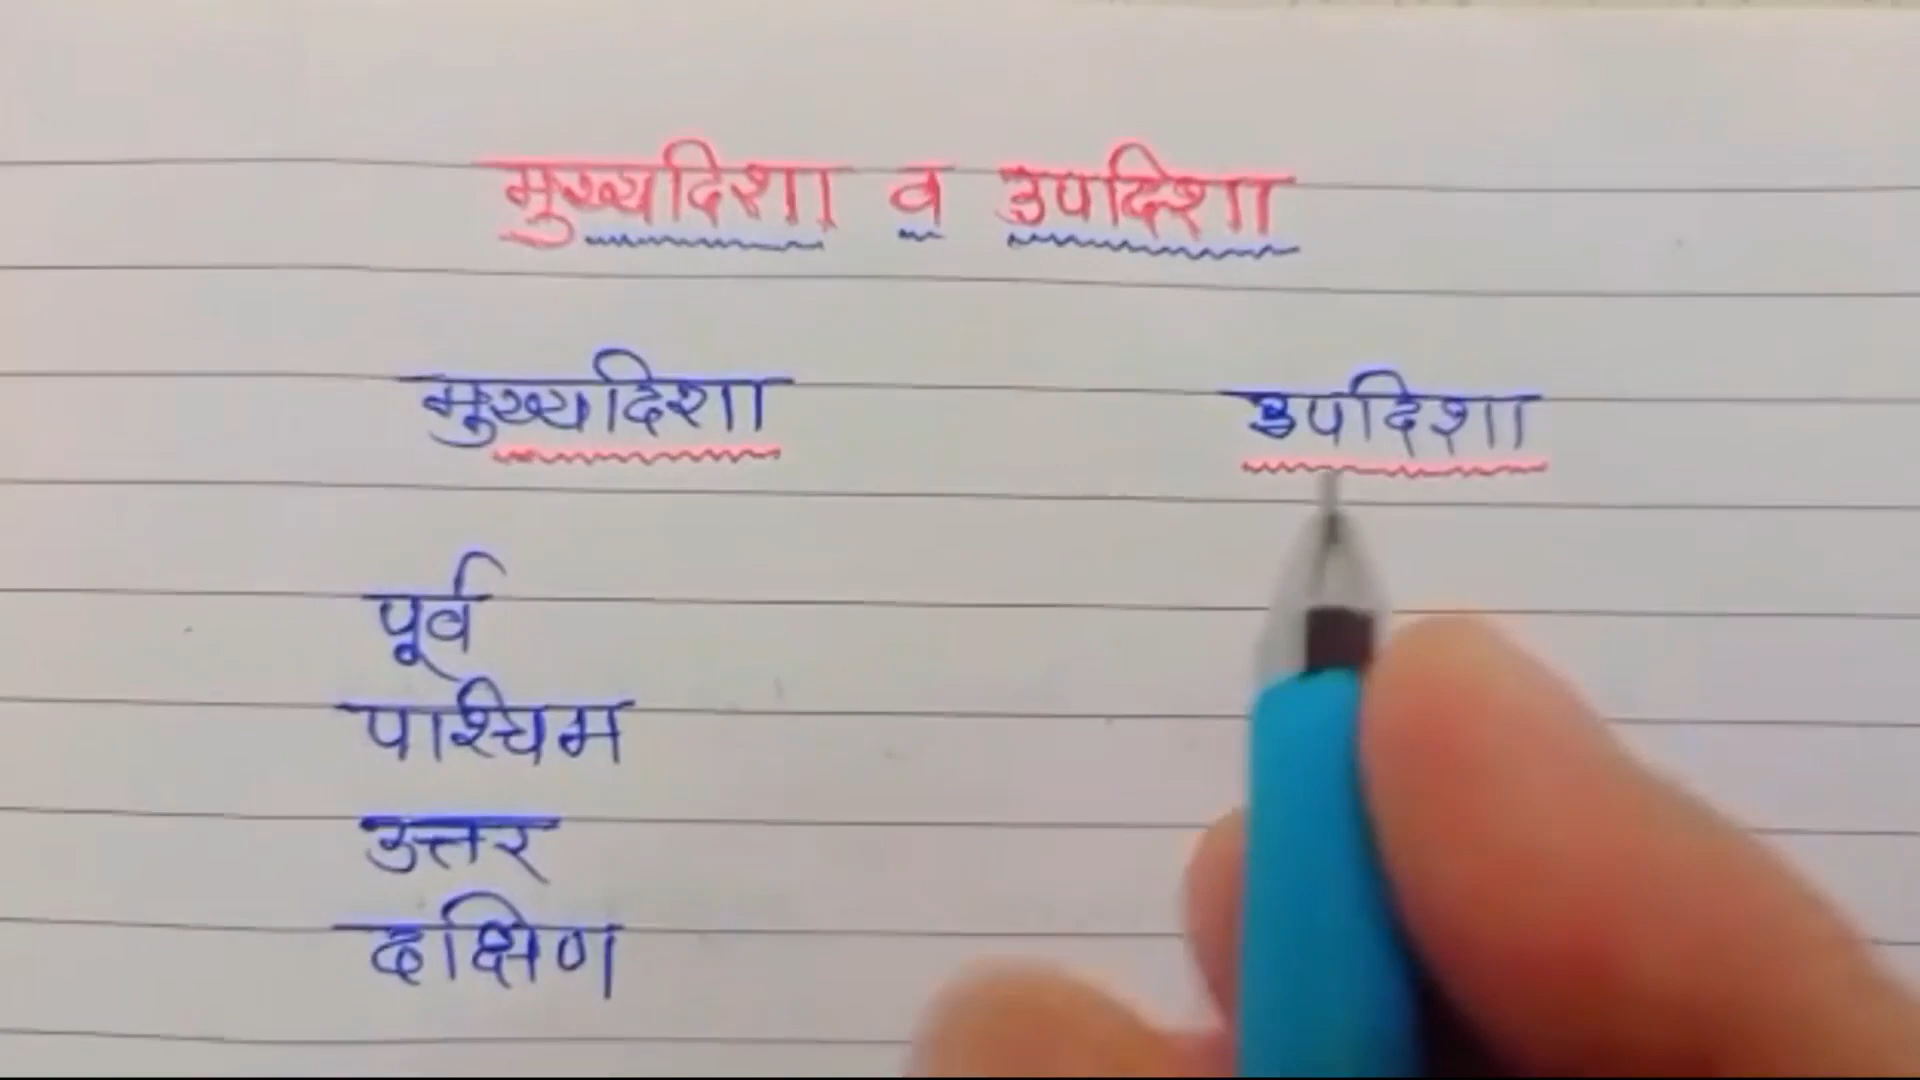 मुख्यदिशा व उपदिशा
मुख्यदिशा उपदिशा
पूर्व
पश्चिम
उत्तर
दक्षिण